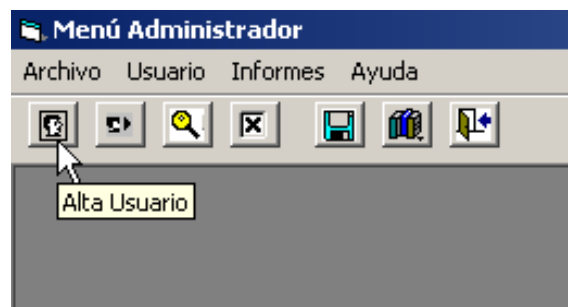 Menú Administrador
Archivo Usuario Informes Ayuda
Alta Usuario